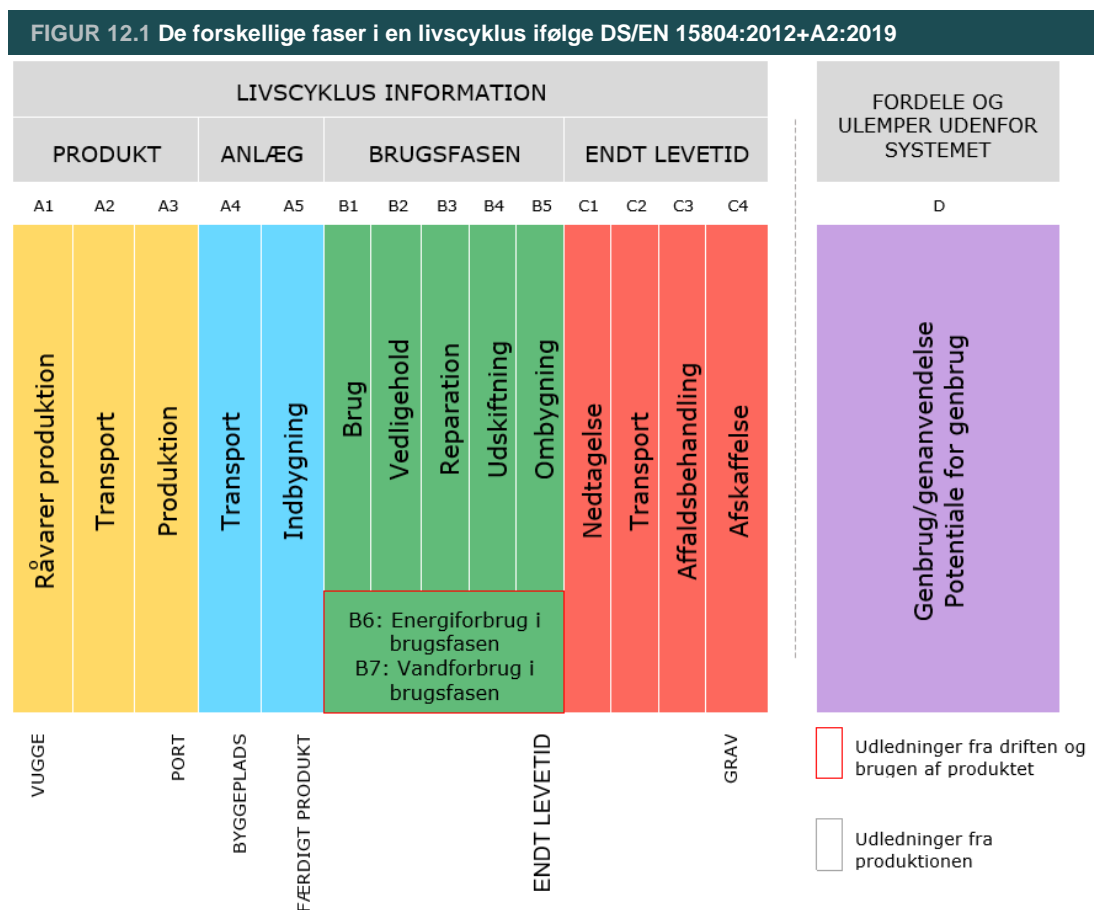 FIGUR 12.1 De forskellige faser i en livscyklus ifølge DS/EN 15804:2012+A2:2019
LIVSCYKLUS INFORMATION
FORDELE OG
ULEMPER UDENFOR
SYSTEMET
PRODUKT
ANLÆG
BRUGSFASEN
ENDT LEVETID
A1
A2
A3
A4
A5
B1
B2
B3
B4
B5
C1
C2
C3
C4
D
Råvarer produktion
Transport
Produktion
Transport
Indbygning
Brug
Vedligehold
Reparation
Udskiftning
Ombygning
Nedtagelse
Transport
Affaldsbehandling
Afskaffelse
Genbrug/genanvendelse
Potentiale for genbrug
B6: Energiforbrug i
brugsfasen
B7: Vandforbrug i
brugsfasen
VUGGE
PORT
BYGGEPLADS
FÆRDIGT PRODUKT
ENDT LEVETID
GRAV
Udledninger fra driften og
brugen af produktet
Udledninger fra
produktionen